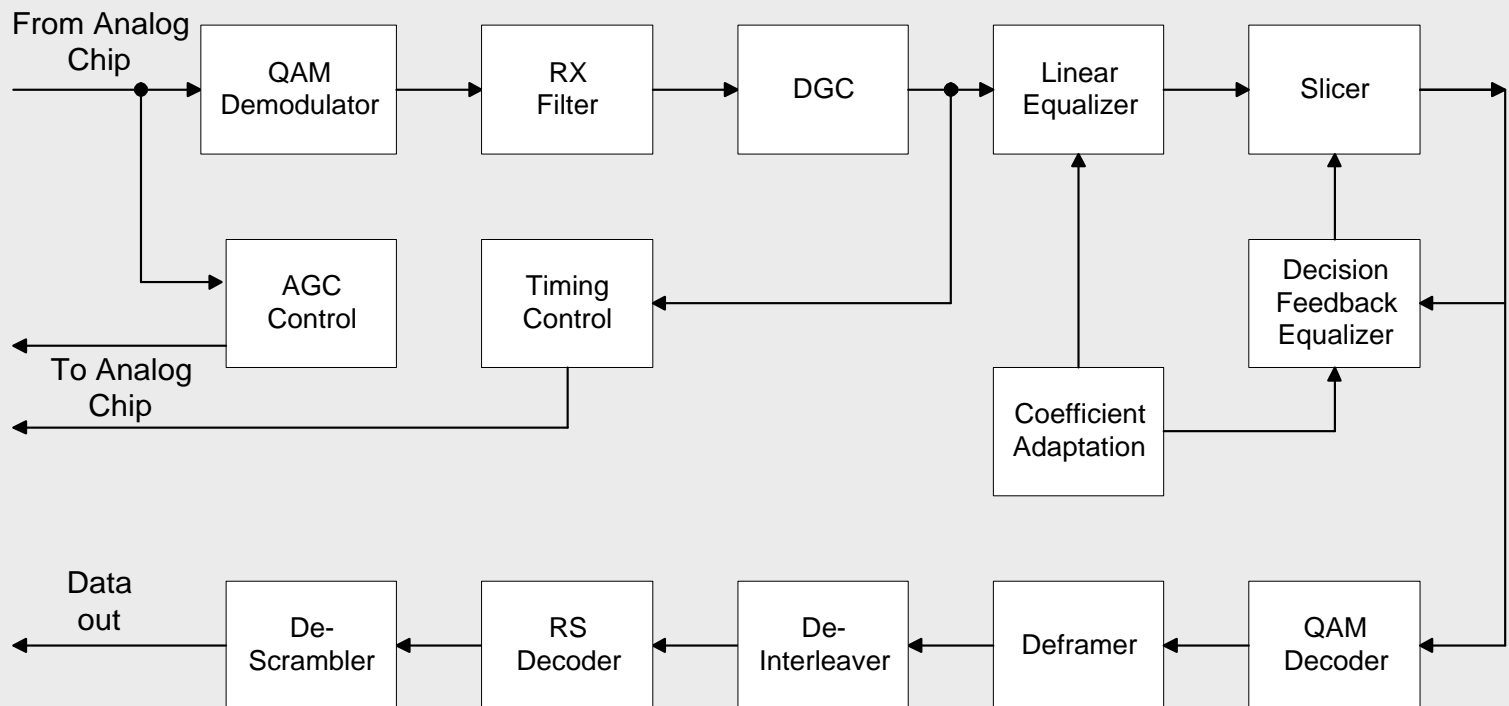 From Analog
Chip
QAM
Demodulator
RX
Filter
DGC
Linear
Equalizer
Slicer
AGC
Control
Timing
Control
Decision
Feedback
Equalizer
To Analog
Chip
Coefficient
Adaptation
Data
out
De-
Scrambler
RS
Decoder
De-
Interleaver
Deframer
QAM
Decoder